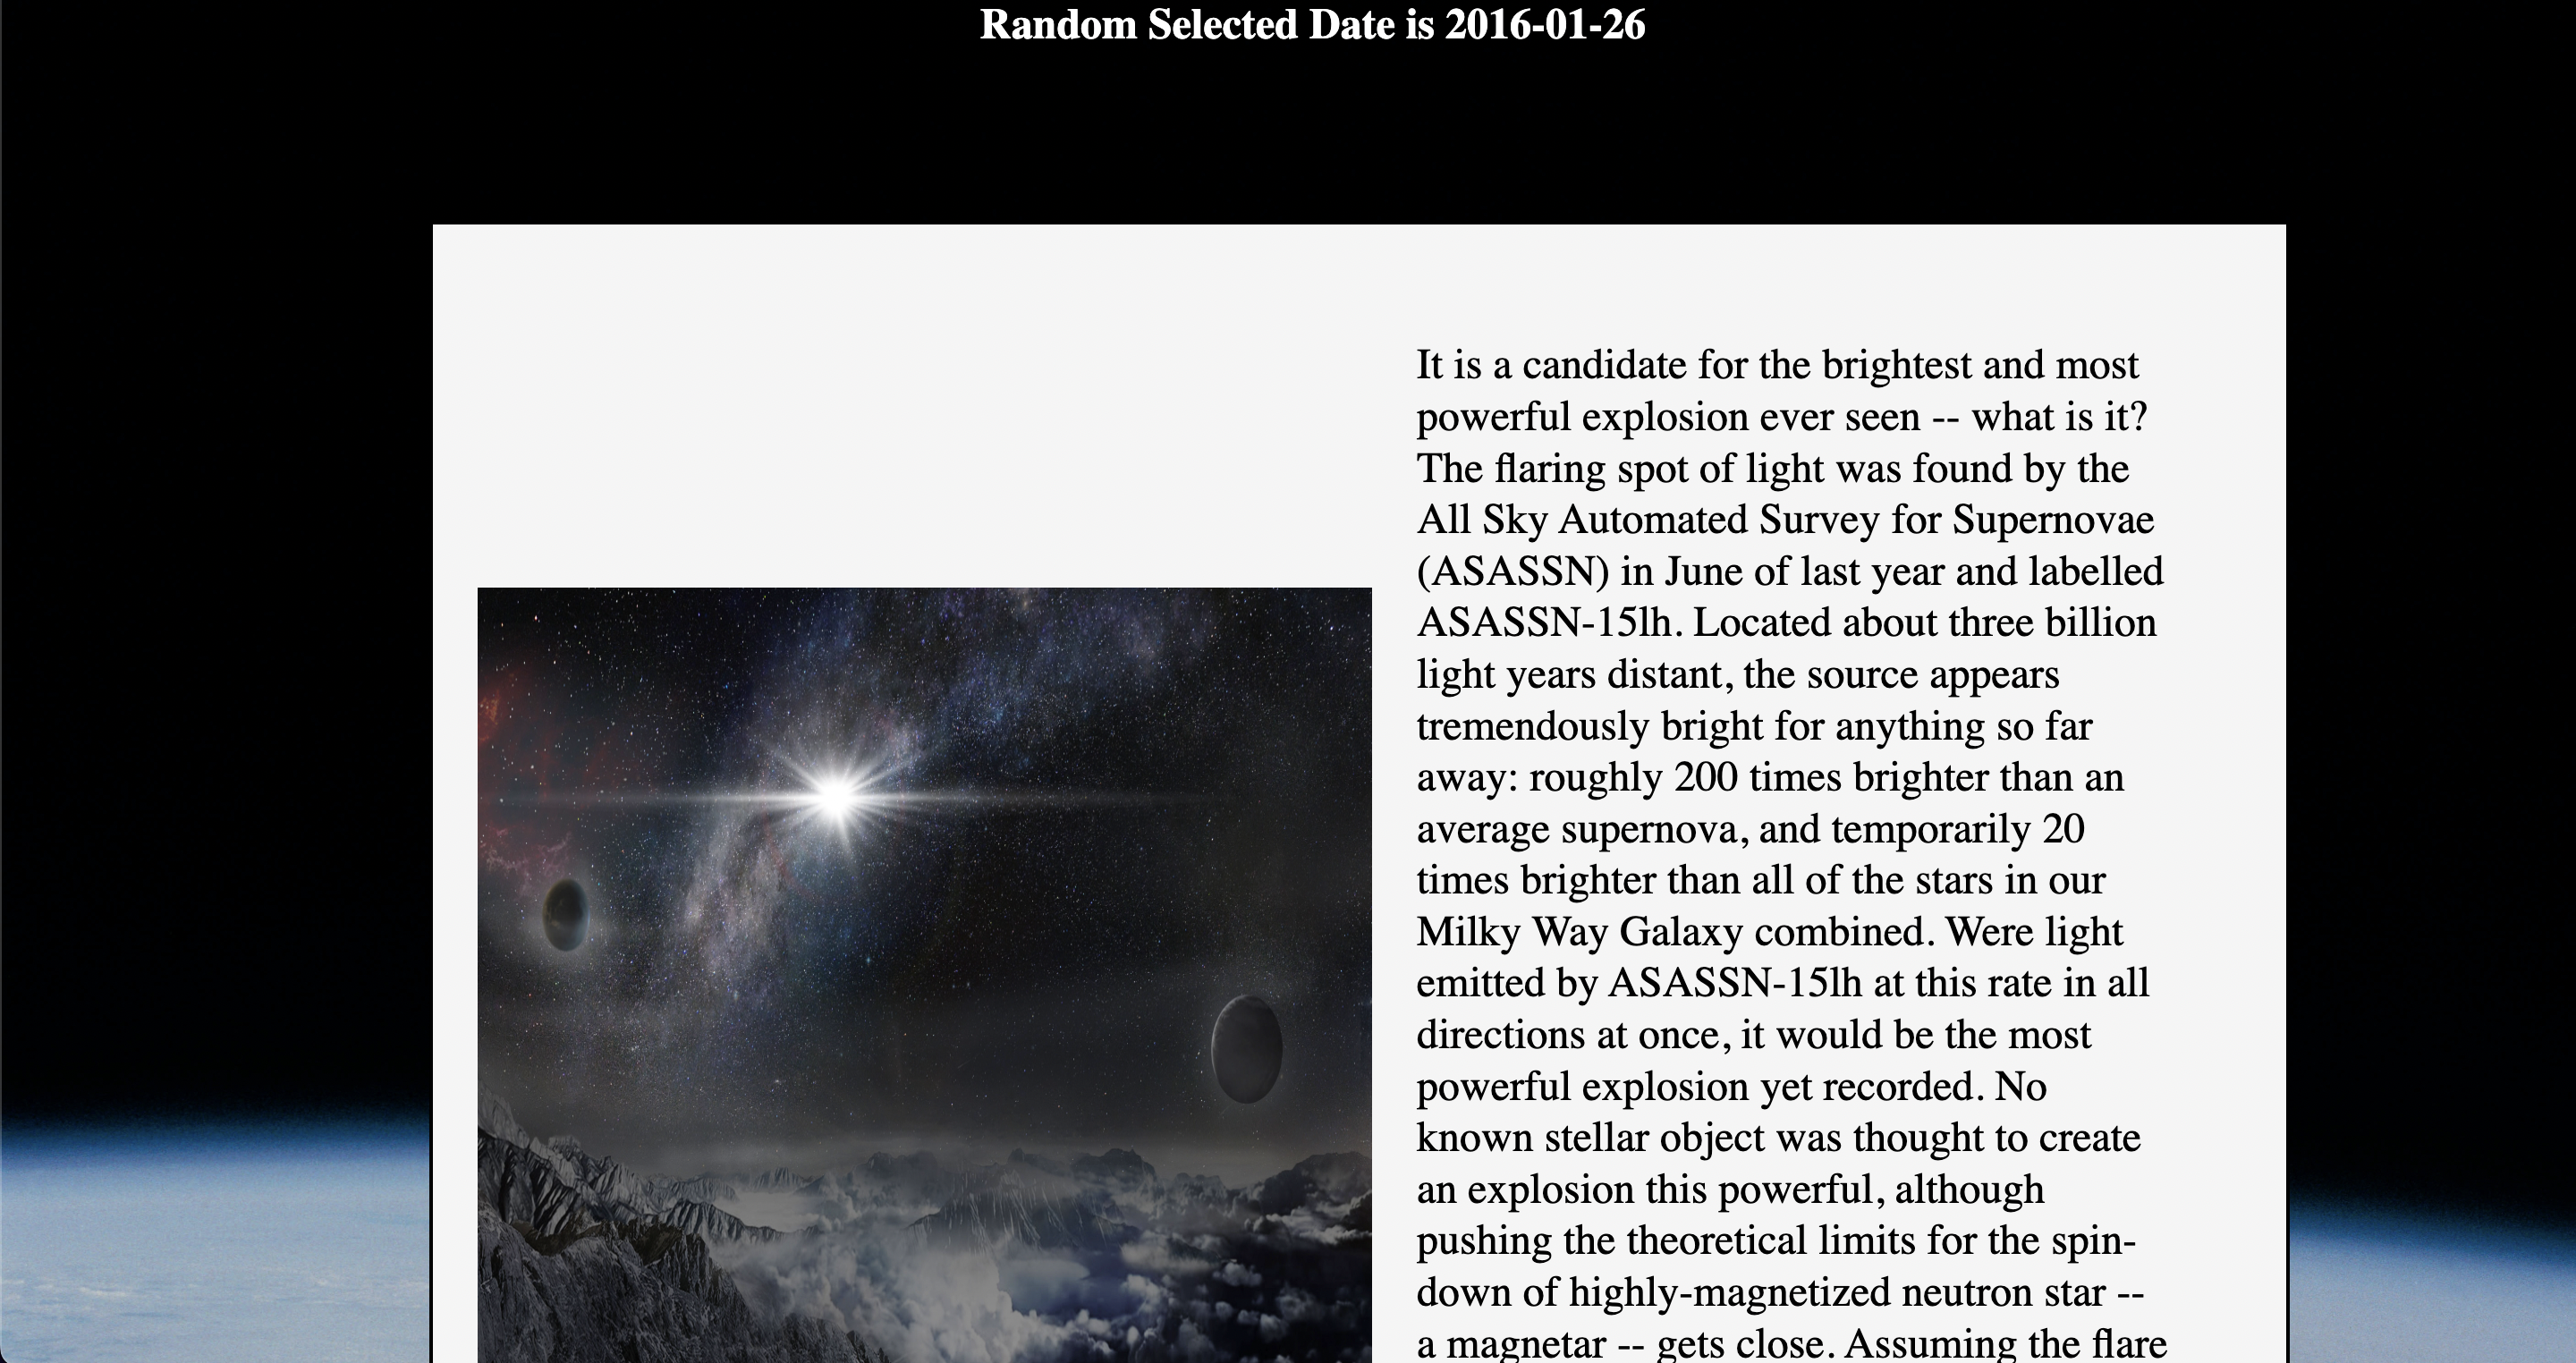 Random Selected Date is 2016-01-26
It is a candidate for the brightest and most
powerful explosion ever seen -- what is it?
The flaring spot of light was found by the
All Sky Automated Survey for Supernovae
(ASASSN) in June of last year and labelled
ASASSN-15lh. Located about three billion
light years distant, the source appears
tremendously bright for anything so far
away: roughly 200 times brighter than an
average supernova, and temporarily 20
times brighter than all of the stars in our
Milky Way Galaxy combined. Were light
emitted by ASASSN-15lh at this rate in all
directions at once, it would be the most
powerful explosion yet recorded. No
known stellar object was thought to create
an explosion this powerful, although
pushing the theoretical limits for the spin-
down of highly-magnetized neutron star --
a magnetar -- gets close. Assuming the flare